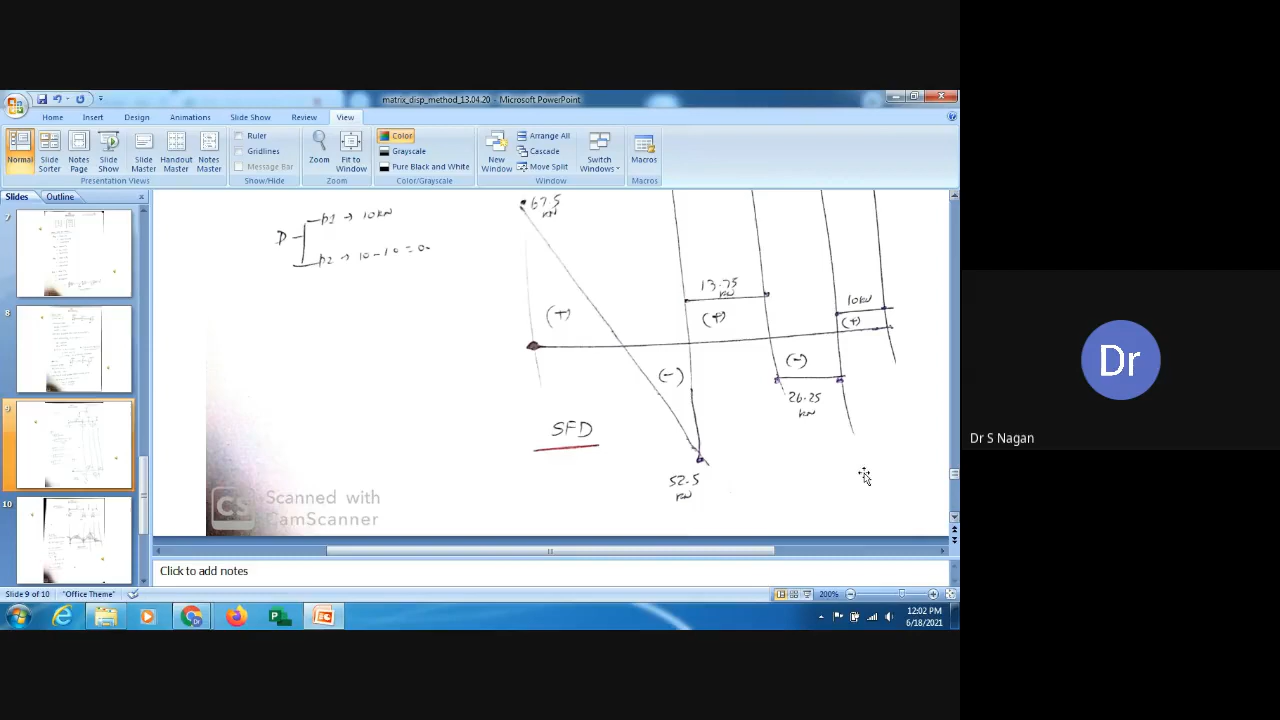 matrix_disp_method_13.04.20 - Microsoft PowerPoint
Home Insert Design Animations Slide Show Review View
Normal
Slide Sorter
Notes Page
Slide Show
Slide Master
Handout Master
Notes Master
Presentation Views
Ruler
Gridlines
Message Bar
Show/Hide
Zoom
Fit to Window
Zoom
Color
Grayscale
Pure Black and White
Color/Grayscale
New Window
Arrange All
Cascade
Move Split
Switch Windows
Window
Macros
Macros
Slides Outline
8
9
10
D
p1 → 10kN
p2 → 10-10=0
67.5
kN
(+)
(-)
13.75
kN
(+)
(-)
26.25
kN
10kN
(+)
SFD
52.5
kN
CS Scanned with
CamScanner
Click to add notes
Slide 9 of 10 "Office Theme" 200%
12:02 PM
6/18/2021
Dr
Dr S Nagan